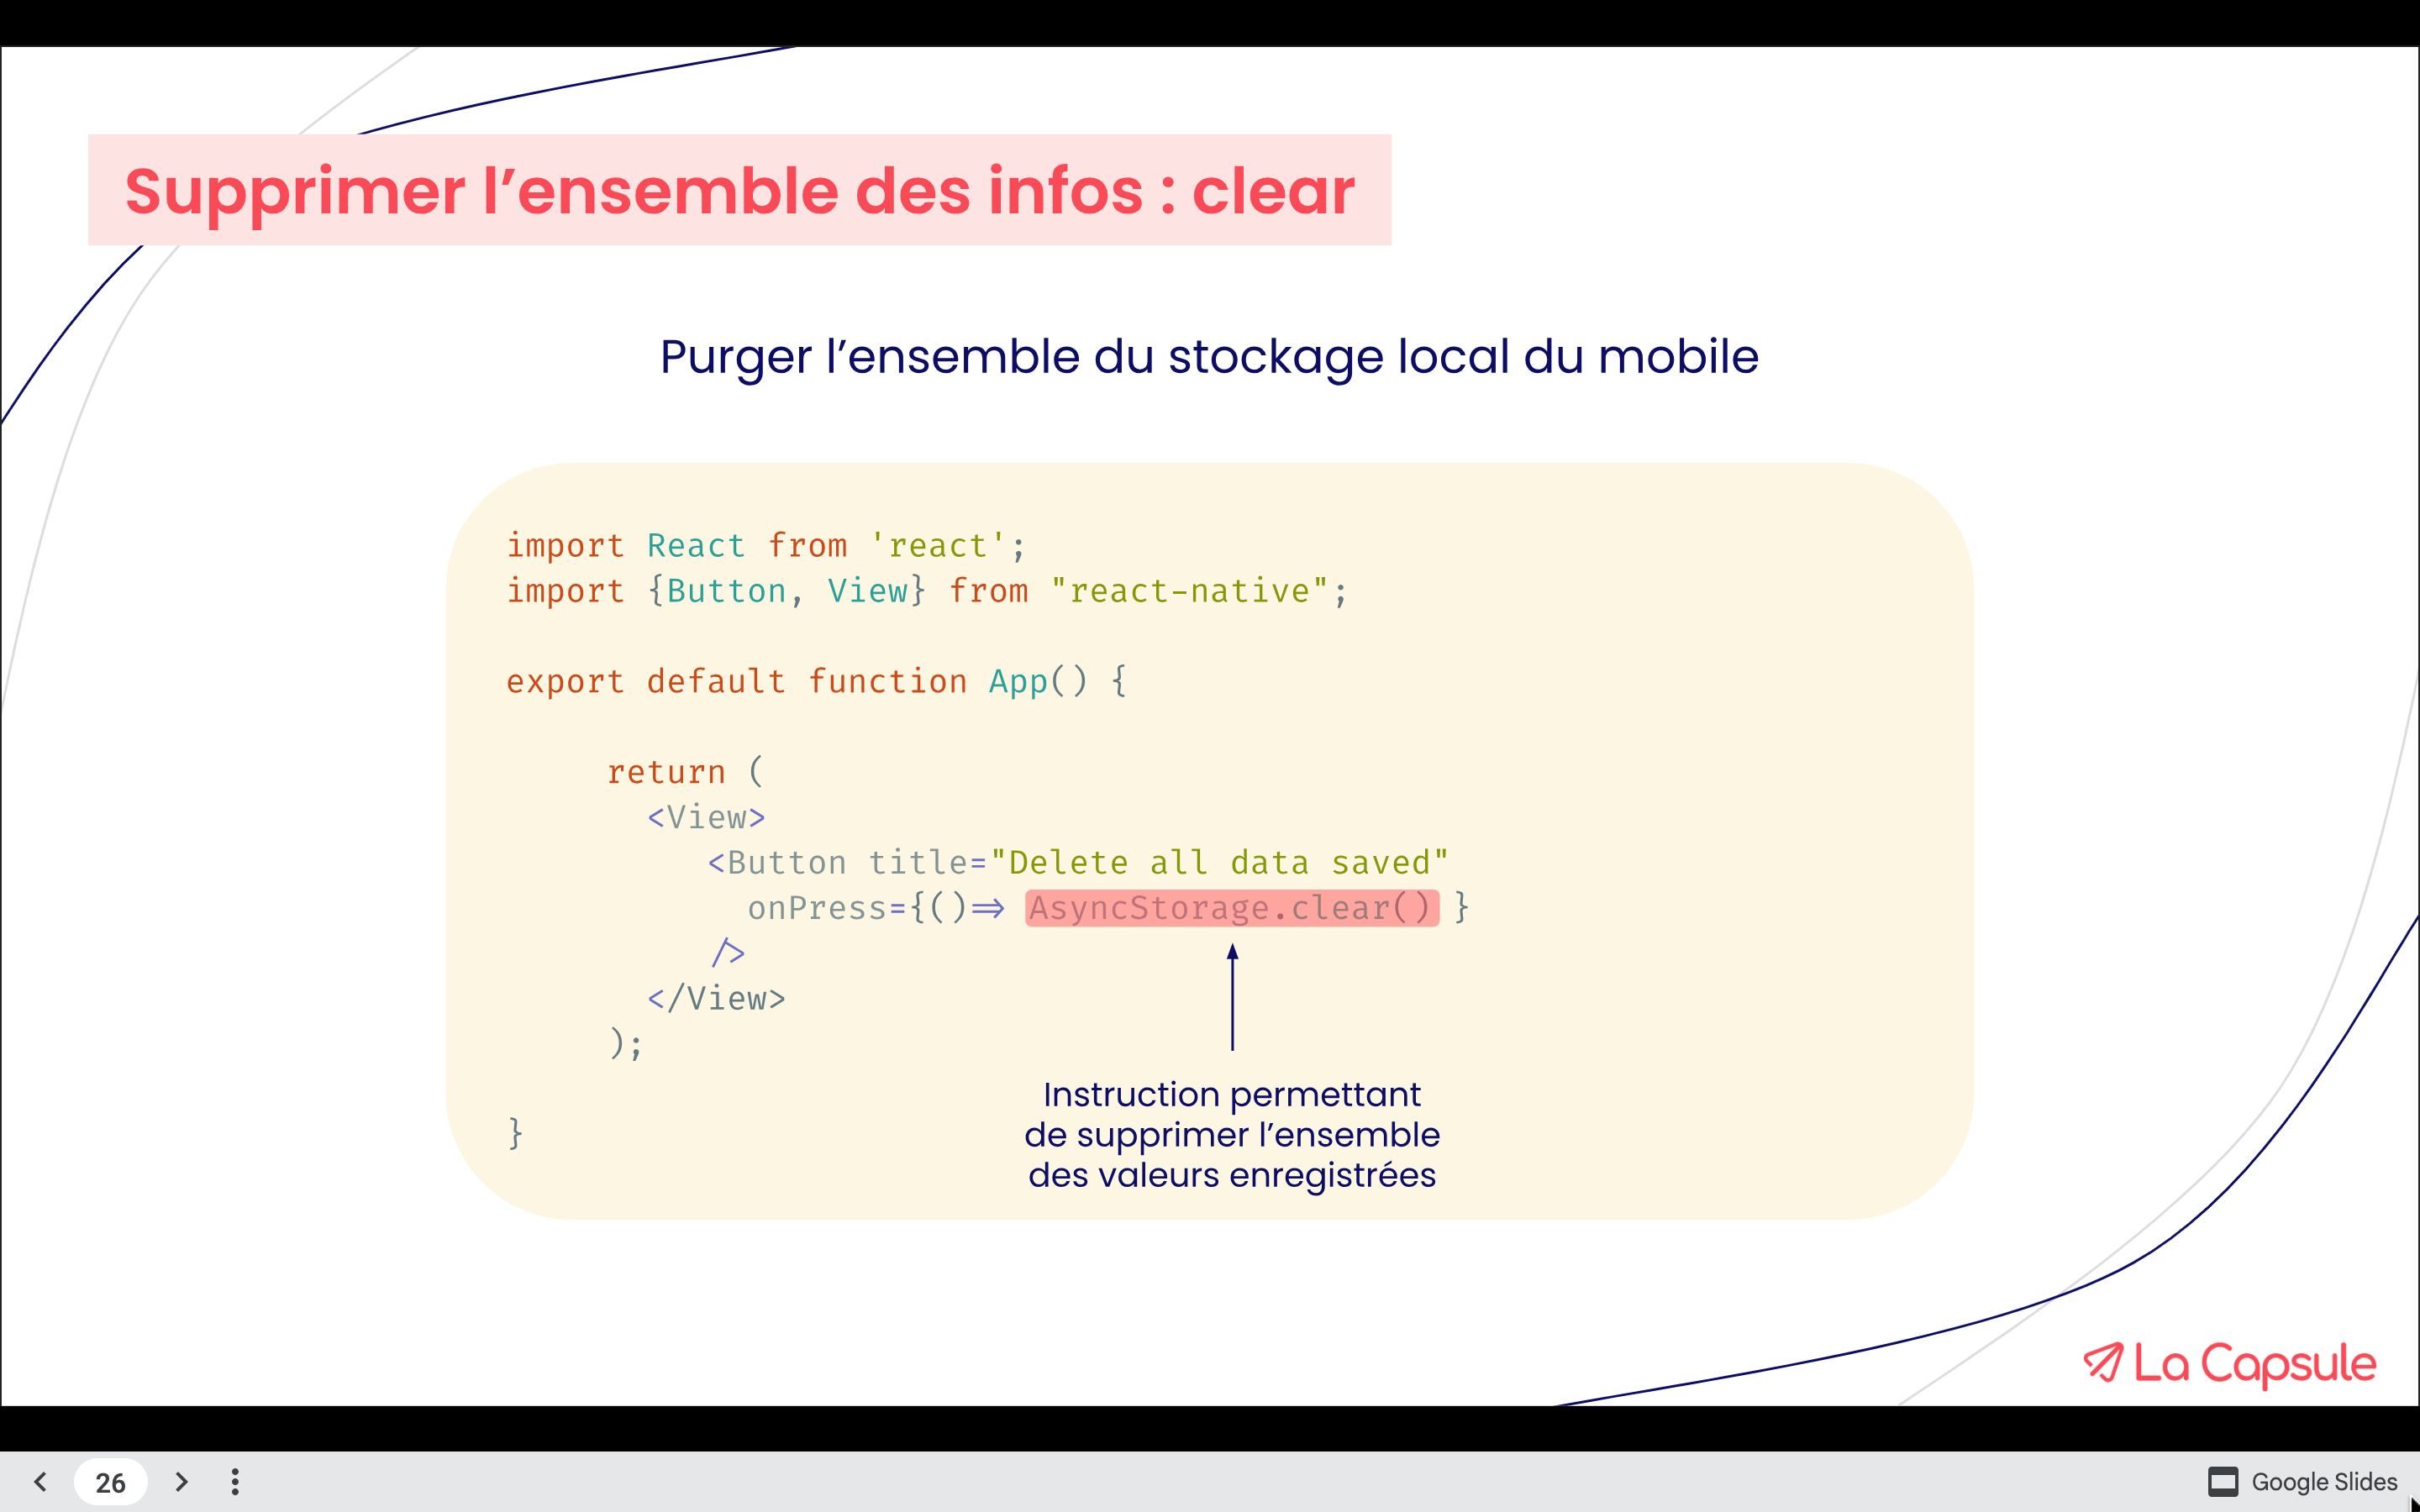 Supprimer l’ensemble des infos : clear
Purger l’ensemble du stockage local du mobile
import React from 'react';
import {Button, View} from "react-native";
export default function App() {
return (
<View>
<Button title="Delete all data saved"
onPress={()=> AsyncStorage.clear() }
/>
</View>
);
}
Instruction permettant
de supprimer l’ensemble
des valeurs enregistrées
La Capsule
26
Google Slides